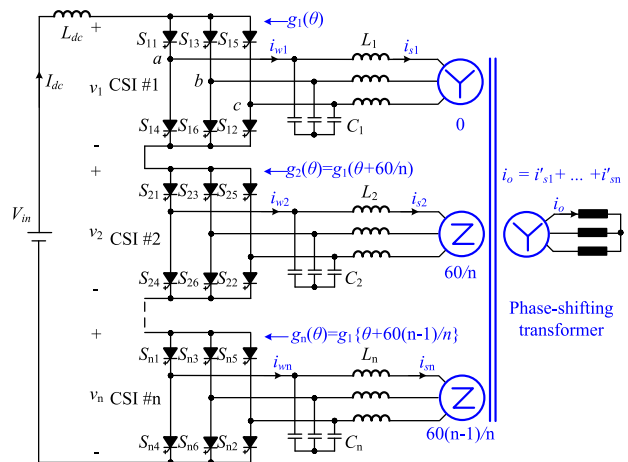 L_dc
+
S_11
S_13
S_15
g_1(θ)
i_w1
L_1
i_s1
a
b
c
I_dc
v_1
CSI #1
S_14
S_16
S_12
C_1
0
-
+
g_2(θ)=g_1(θ+60/n)
S_21
S_23
S_25
i_w2
L_2
i_s2
V_in
v_2
CSI #2
S_24
S_26
S_22
C_2
60/n
-
i_o = i'_s1+ ... +i'_sn
i_o
Phase-shifting
transformer
+
g_n(θ)=g_1{θ+60(n-1)/n}
S_n1
S_n3
S_n5
i_wn
L_n
i_sn
v_n
CSI #n
S_n4
S_n6
S_n2
C_n
60(n-1)/n
-